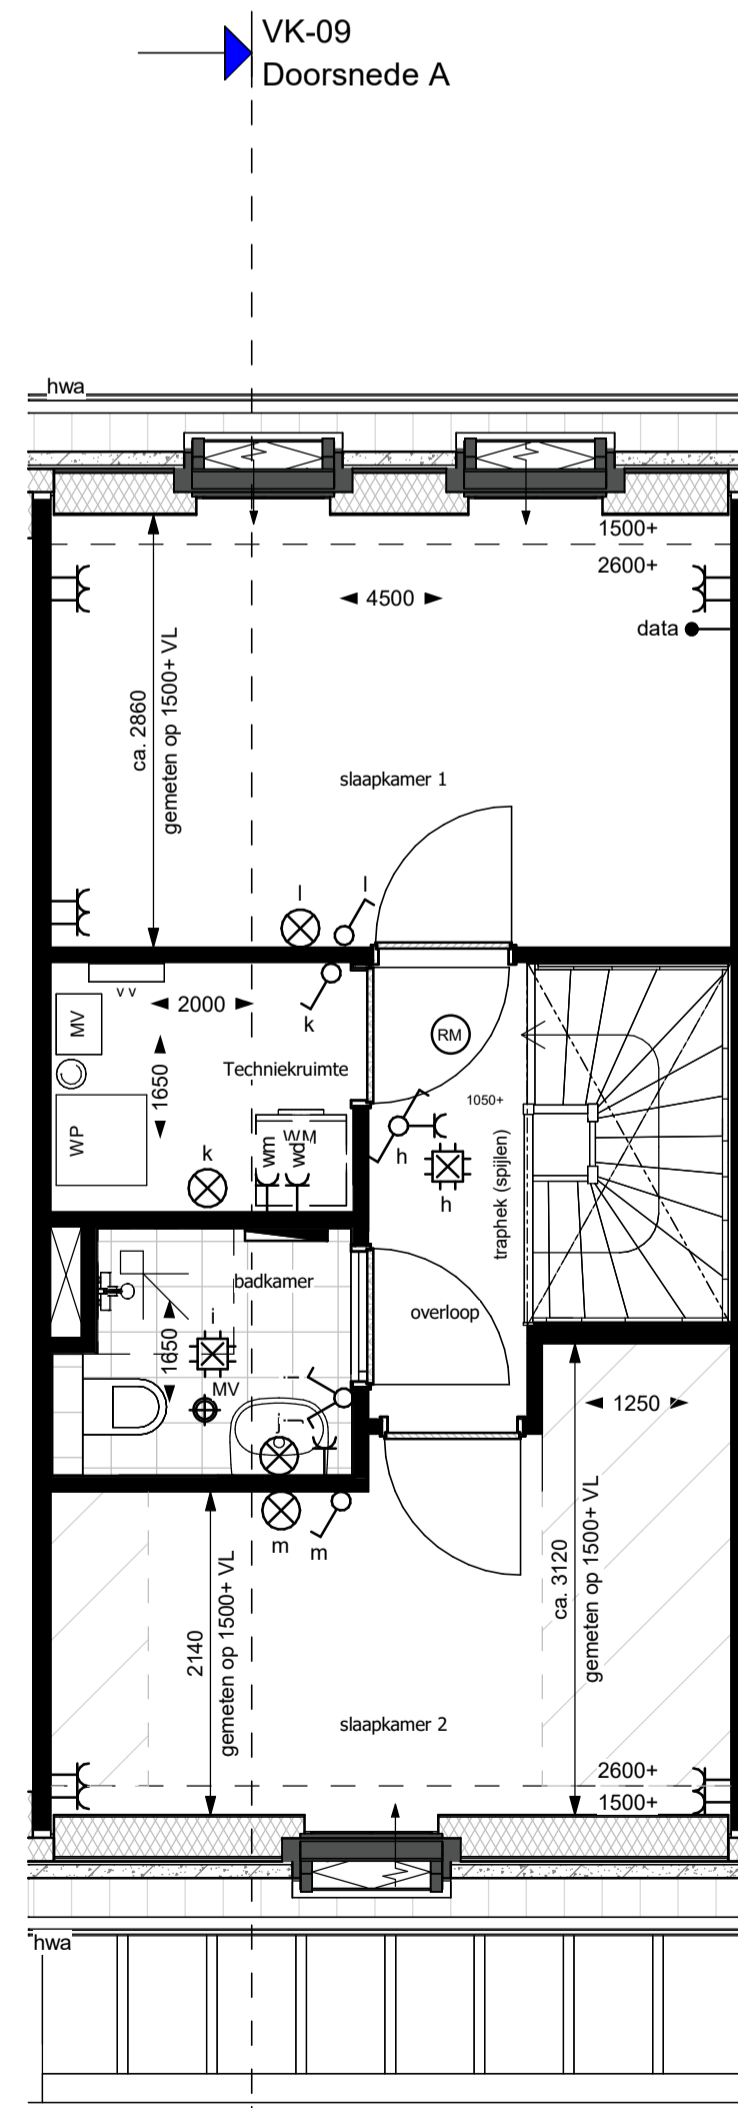 VK-09
Doorsnede A
hwa
1500+
2600+
4500
data
ca. 2860
gemeten op 1500+ VL
slaapkamer 1
l
l
v v
2000
k
MV
RM
1650
Techniekruimte
1050+
WP
WM
wm
wd
k
h
h
traphek (spijlen)
badkamer
overloop
i
1650
MV
i
j
j
1250
m
m
2140
gemeten op 1500+ VL
ca. 3120
gemeten op 1500+ VL
slaapkamer 2
2600+
1500+
hwa